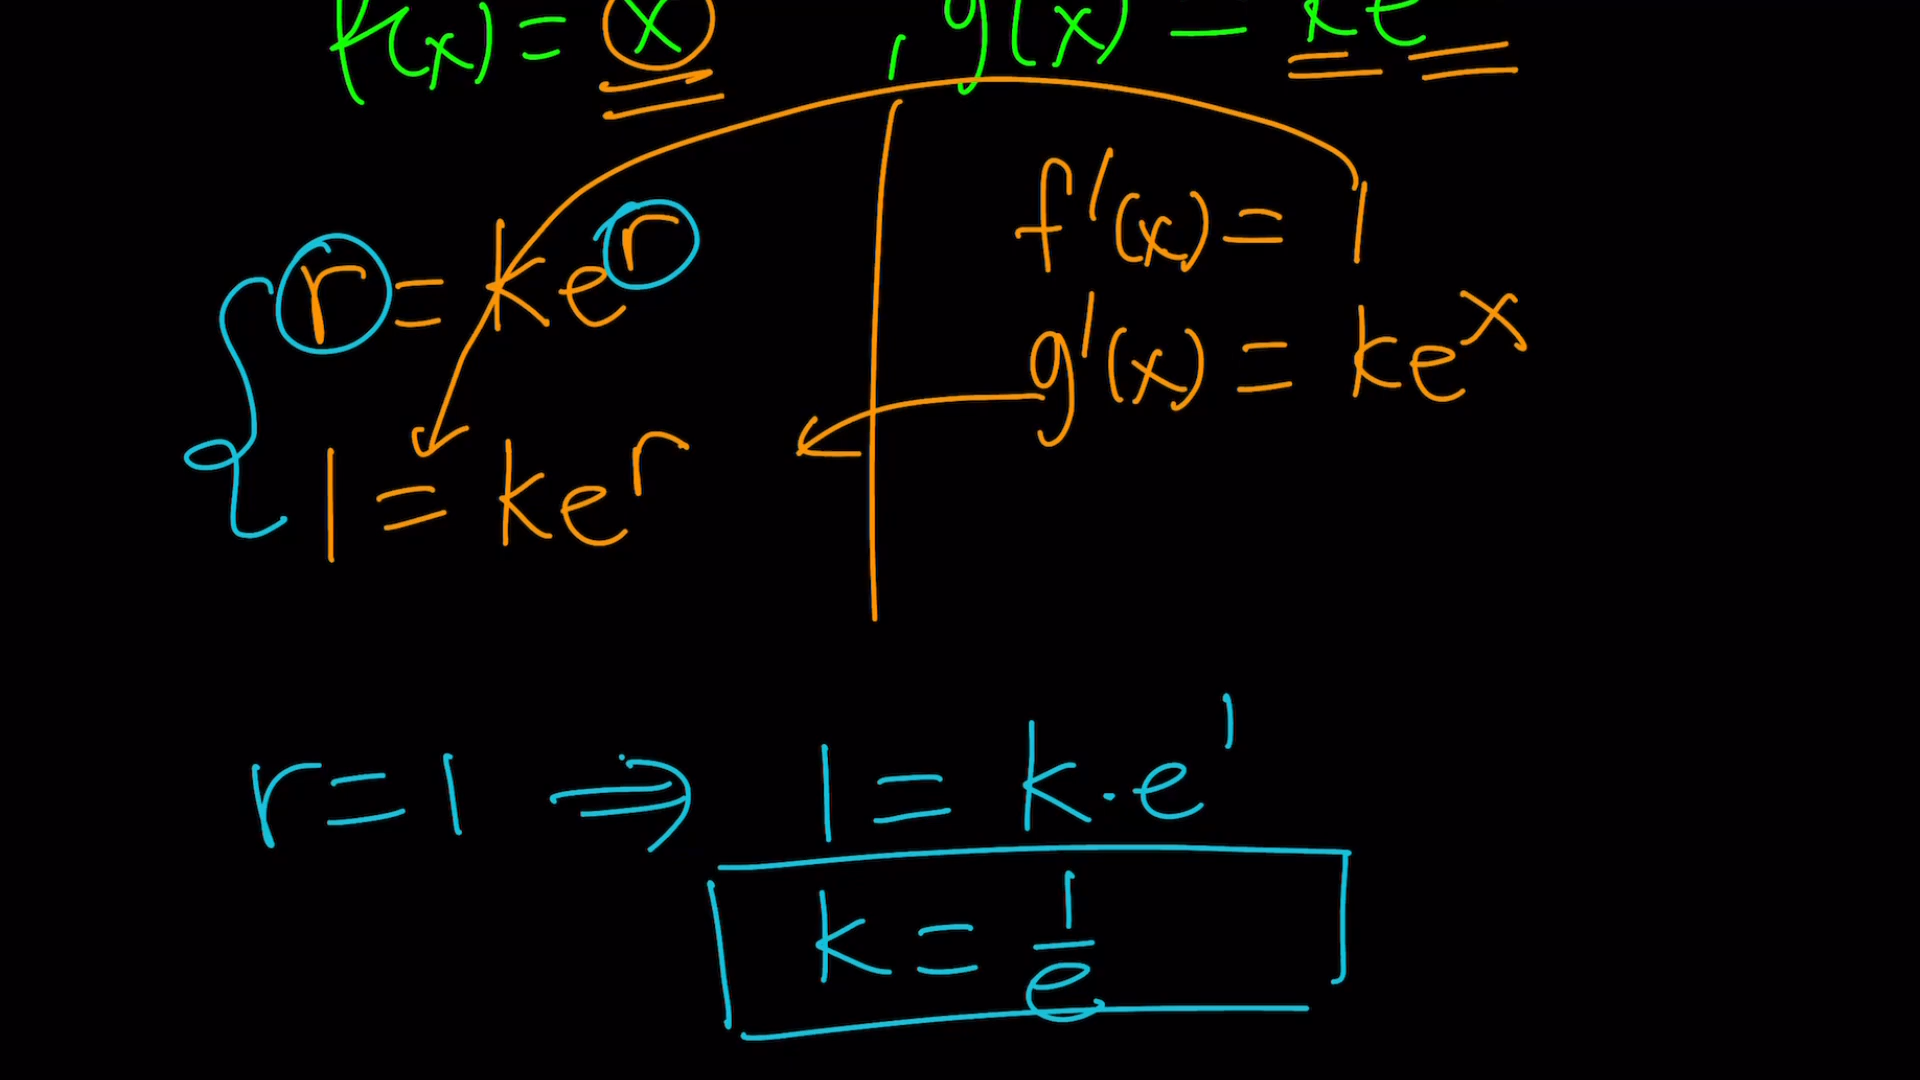 f(x) = x , g(x) = ke
r = ke^r
f'(x) = 1
g'(x) = ke^x
1 = ke^r
r = 1 ⇒ 1 = k · e^1
k = 1/e